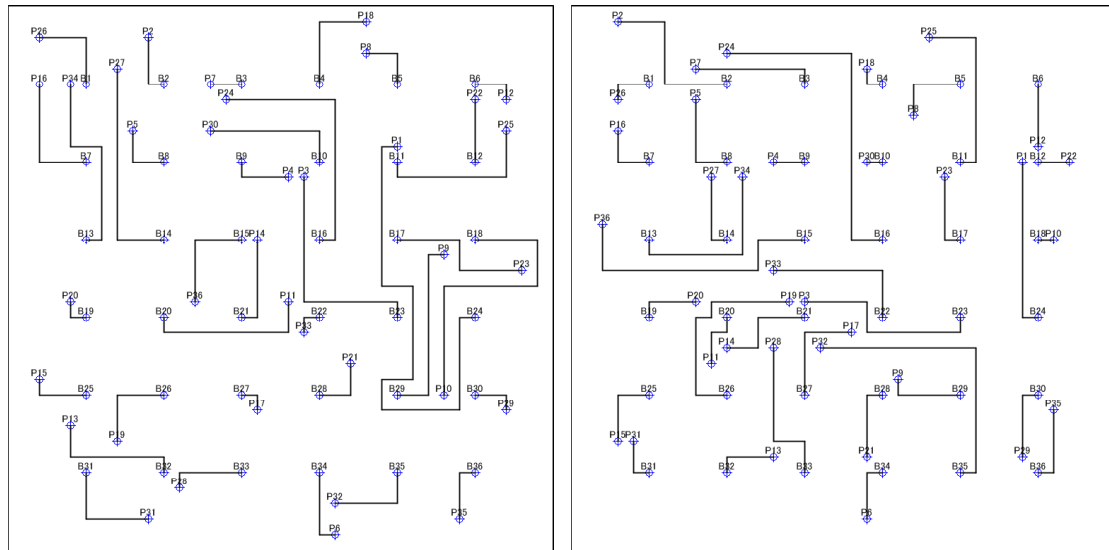 P18
P26 P2
P8
P27
P16 P34 B1 B2 P7 B3 B4 B5 B6
P24 P22 P12
P5 P30 P25
P1
B7 B8 B9 B10 B11 B12
P4 P3
B13 B14 B15 P14 B16 B17 B18
P9
P23
P20 P36 P11
B19 B20 B21 B22 B23 B24
P33
P21
P15
B25 B26 B27 B28 B29 P10 B30
P17 P29
P13
P19
B31 B32 B33 B34 B35 B36
P28
P32
P31 P35
P6
P2
P25
P24
P7 P18
B1 B2 B3 B4 B5 B6
P26 P5
P8
P16
P12
B7 B8 P4 B9 P30 B10 B11 P1 B12 P22
P27 P34 P23
P36
B13 B14 B15 B16 B17 B18 P10
P33
P20 P19 P3
B19 B20 B21 B22 B23 B24
P17
P14 P28 P32
P11
P9
B25 B26 B27 B28 B29 B30
P35
P15 P31
P13 P21 P29
B31 B32 B33 B34 B35 B36
P6